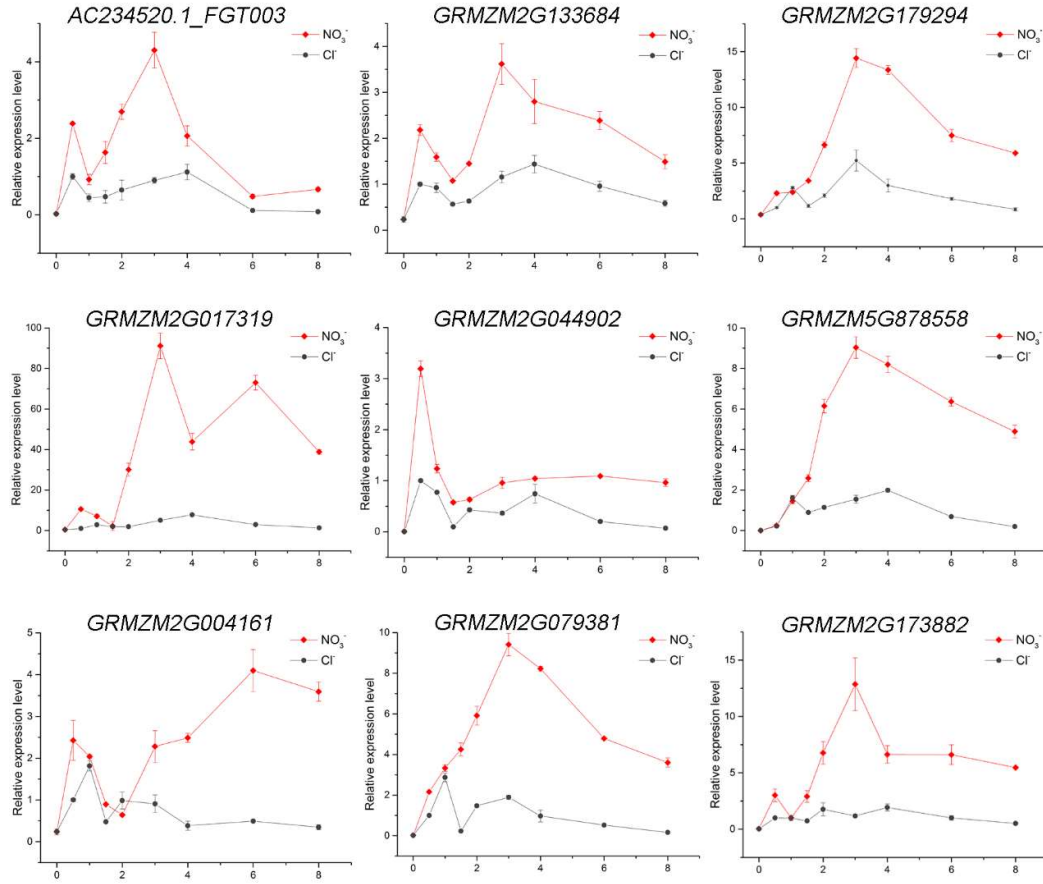 AC234520.1_FGT003
NO₃⁻
Cl⁻
Relative expression level
4
2
0
0 2 4 6 8
GRMZM2G133684
NO₃⁻
Cl⁻
Relative expression level
4
3
2
1
0
0 2 4 6 8
GRMZM2G179294
NO₃⁻
Cl⁻
Relative expression level
15
10
5
0
0 2 4 6 8
GRMZM2G017319
NO₃⁻
Cl⁻
Relative expression level
100
80
60
40
20
0
0 2 4 6 8
GRMZM2G044902
NO₃⁻
Cl⁻
Relative expression level
4
3
2
1
0
0 2 4 6 8
GRMZM5G878558
NO₃⁻
Cl⁻
Relative expression level
10
8
6
4
2
0
0 2 4 6 8
GRMZM2G004161
NO₃⁻
Cl⁻
Relative expression level
5
4
3
2
1
0
0 2 4 6 8
GRMZM2G079381
NO₃⁻
Cl⁻
Relative expression level
10
8
6
4
2
0
0 2 4 6 8
GRMZM2G173882
NO₃⁻
Cl⁻
Relative expression level
15
10
5
0
0 2 4 6 8